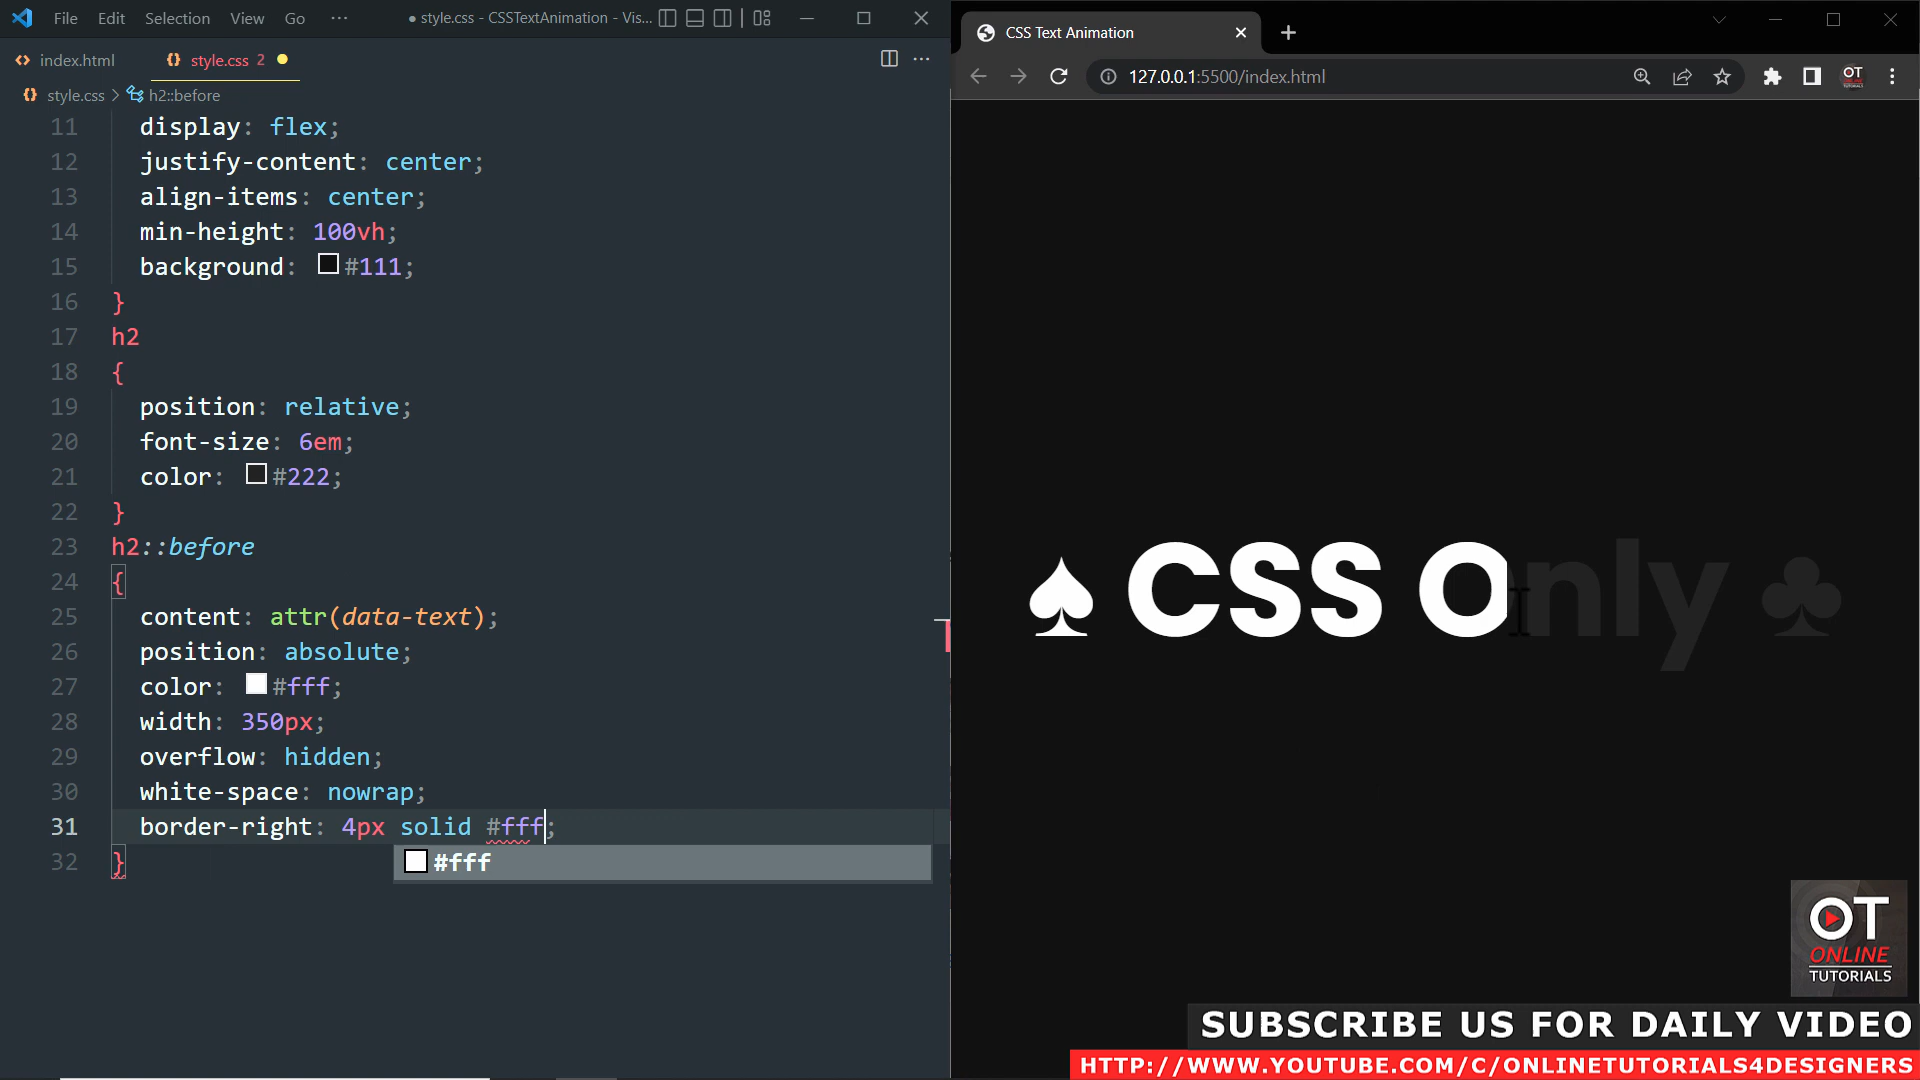 File Edit Selection View Go ··· ● style.css - CSSTextAnimation - Vis...
index.html style.css 2
style.css > h2::before
11 display: flex;
12 justify-content: center;
13 align-items: center;
14 min-height: 100vh;
15 background: #111;
16 }
17 h2
18 {
19 position: relative;
20 font-size: 6em;
21 color: #222;
22 }
23 h2::before
24 {
25 content: attr(data-text);
26 position: absolute;
27 color: #fff;
28 width: 350px;
29 overflow: hidden;
30 white-space: nowrap;
31 border-right: 4px solid #fff;
32 }
#fff
CSS Text Animation
127.0.0.1:5500/index.html
♠ CSS Only ♣
OT
ONLINE
TUTORIALS
SUBSCRIBE US FOR DAILY VIDEO
HTTP://WWW.YOUTUBE.COM/C/ONLINETUTORIALS4DESIGNERS